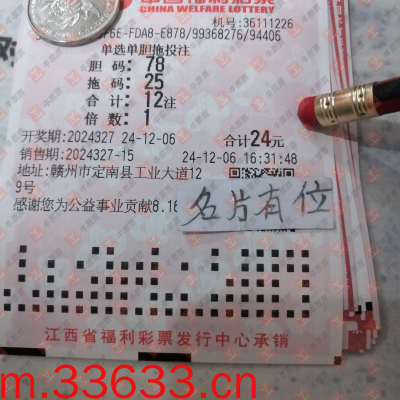 中国福利彩票
CHINA WELFARE LOTTERY
机号:36111226
F6E-FDA8-E878/99368276/94406
单选单胆拖投注
胆码: 78
拖码: 25
合计: 12注
倍数: 1
开奖期:2024327 24-12-06 合计24元
销售期:2024327-15 24-12-06 16:31:48
地址:赣州市定南县工业大道12
9号
感谢您为公益事业贡献8.16
名片有位
江西省福利彩票发行中心承销
m.33633.cn